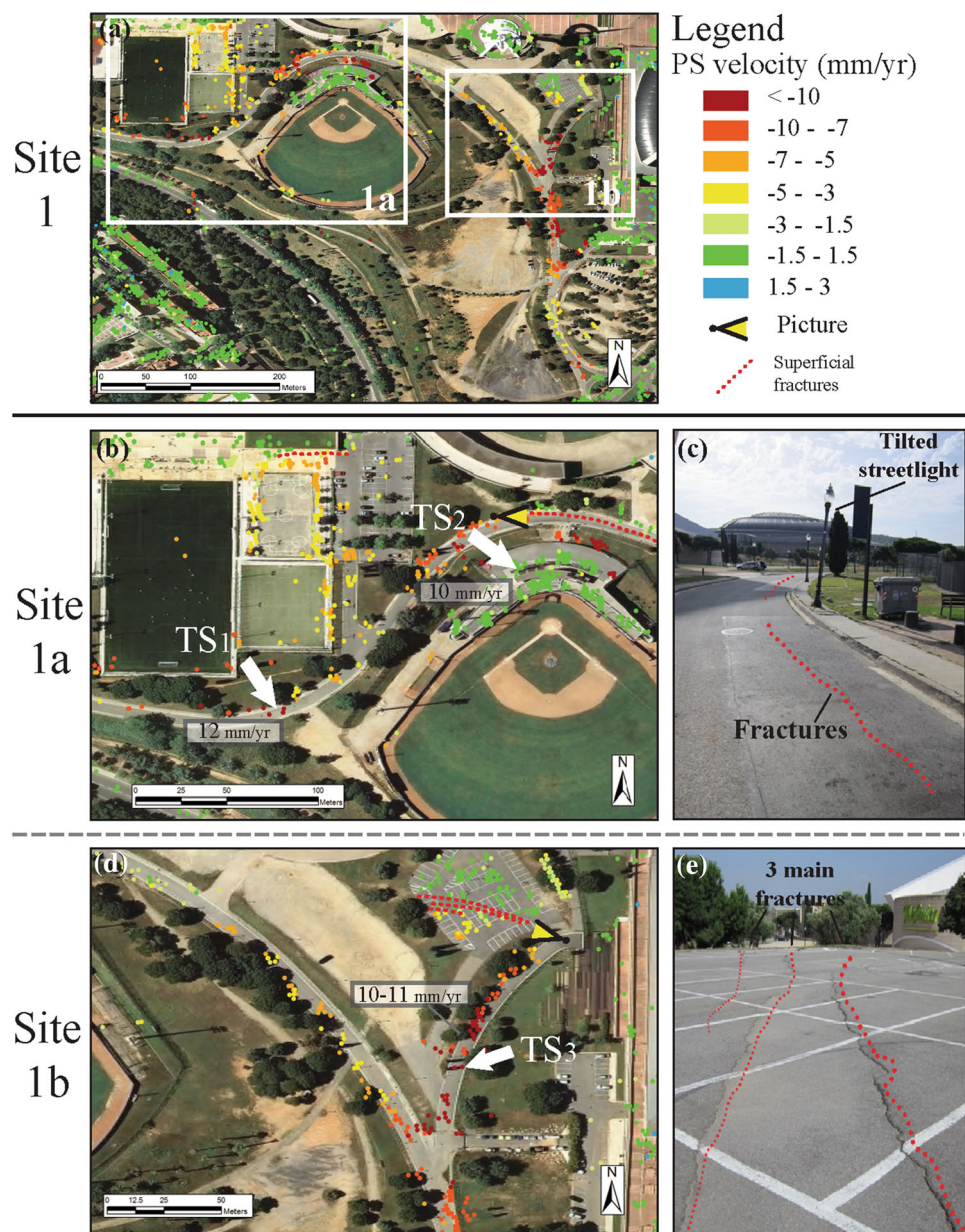 (a)
Site
1
1a
1b
N
0 50 100 200
Meters
Legend
PS velocity (mm/yr)
< -10
-10 - -7
-7 - -5
-5 - -3
-3 - -1.5
-1.5 - 1.5
1.5 - 3
Picture
Superficial
fractures
Site
1a
(b)
TS2
10 mm/yr
TS1
12 mm/yr
N
0 25 50 100
Meters
(c)
Tilted
streetlight
Fractures
Site
1b
(d)
10-11 mm/yr
TS3
N
0 12.5 25 50
Meters
(e)
3 main
fractures